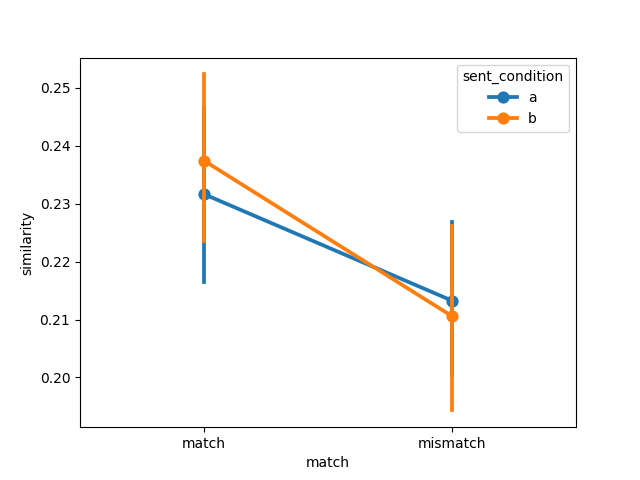 sent_condition
a
b
0.25
0.24
0.23
0.22
0.21
0.20
similarity
match
mismatch
match